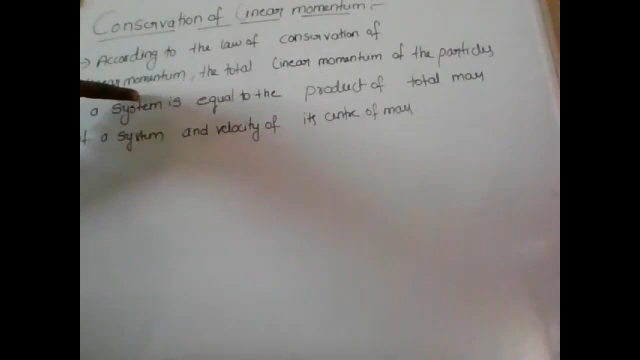 Conservation of Linear momentum :-
→ According to the law of conservation of
near momentum, the total Linear momentum of the particles
a system is equal to the product of total mass
f a system and velocity of its centre of mass